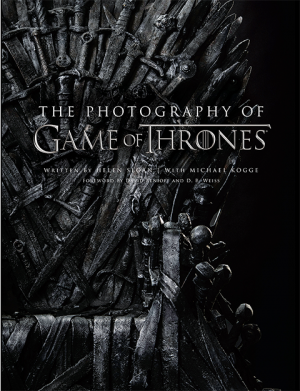 THE PHOTOGRAPHY OF
GAME OF THRONES
WRITTEN BY HELEN SLOAN | WITH MICHAEL KOGGE
FOREWORD BY DAVID BENIOFF AND D. B. WEISS